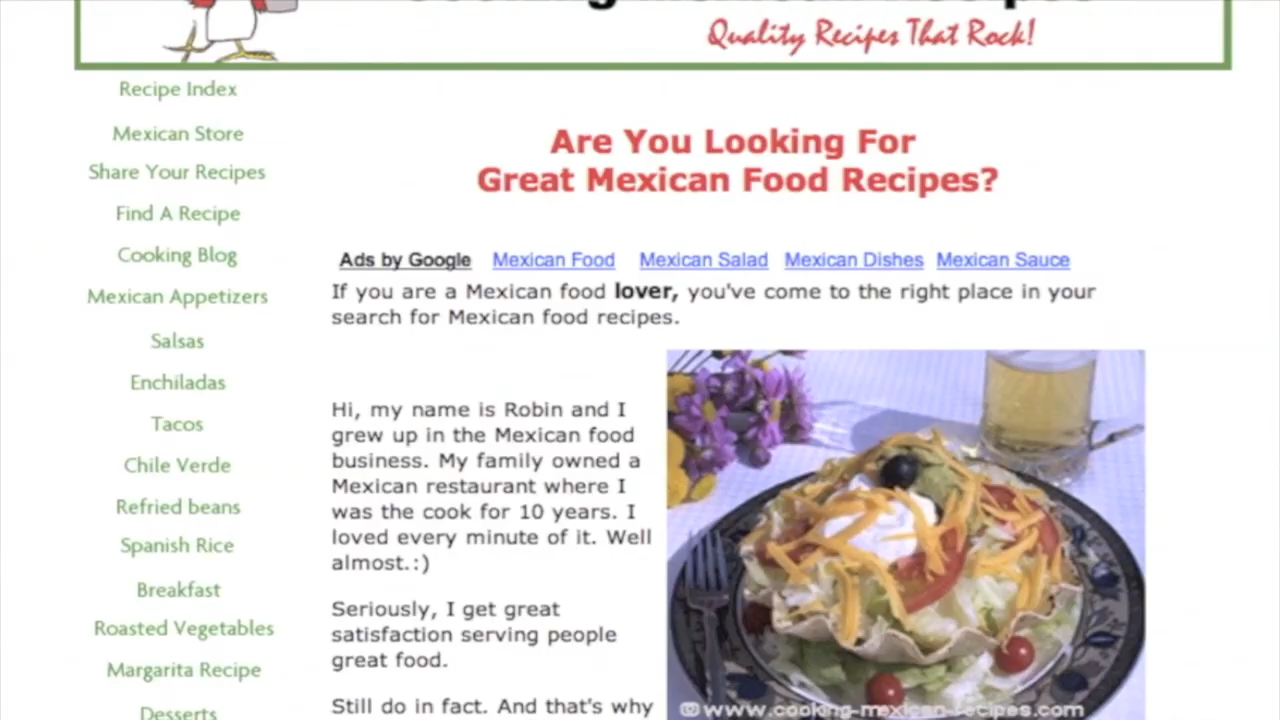 Cooking Mexican Recipes
Quality Recipes That Rock!
Recipe Index
Mexican Store
Share Your Recipes
Find A Recipe
Cooking Blog
Mexican Appetizers
Salsas
Enchiladas
Tacos
Chile Verde
Refried beans
Spanish Rice
Breakfast
Roasted Vegetables
Margarita Recipe
Desserts
Are You Looking For
Great Mexican Food Recipes?
Ads by Google Mexican Food Mexican Salad Mexican Dishes Mexican Sauce
If you are a Mexican food lover, you've come to the right place in your
search for Mexican food recipes.
Hi, my name is Robin and I
grew up in the Mexican food
business. My family owned a
Mexican restaurant where I
was the cook for 10 years. I
loved every minute of it. Well
almost.:)
Seriously, I get great
satisfaction serving people
great food.
Still do in fact. And that's why
© www.cooking-mexican-recipes.com